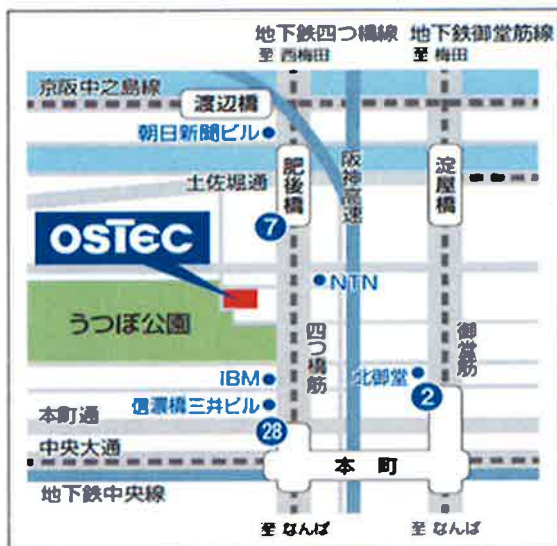 地下鉄四つ橋線
地下鉄御堂筋線
至 西梅田
至 梅田
京阪中之島線
渡辺橋
朝日新聞ビル
肥後橋
阪神高速
淀屋橋
土佐堀通
7
OSTEC
NTN
うつぼ公園
四つ橋筋
御堂筋
IBM
北御堂
2
信濃橋三井ビル
本町通
28
中央大通
本町
地下鉄中央線
至 なんば
至 なんば